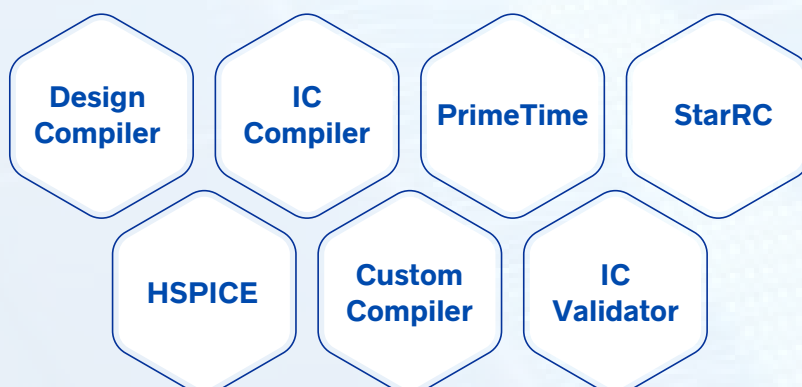 Design
Compiler
IC
Compiler
PrimeTime
StarRC
HSPICE
Custom
Compiler
IC
Validator